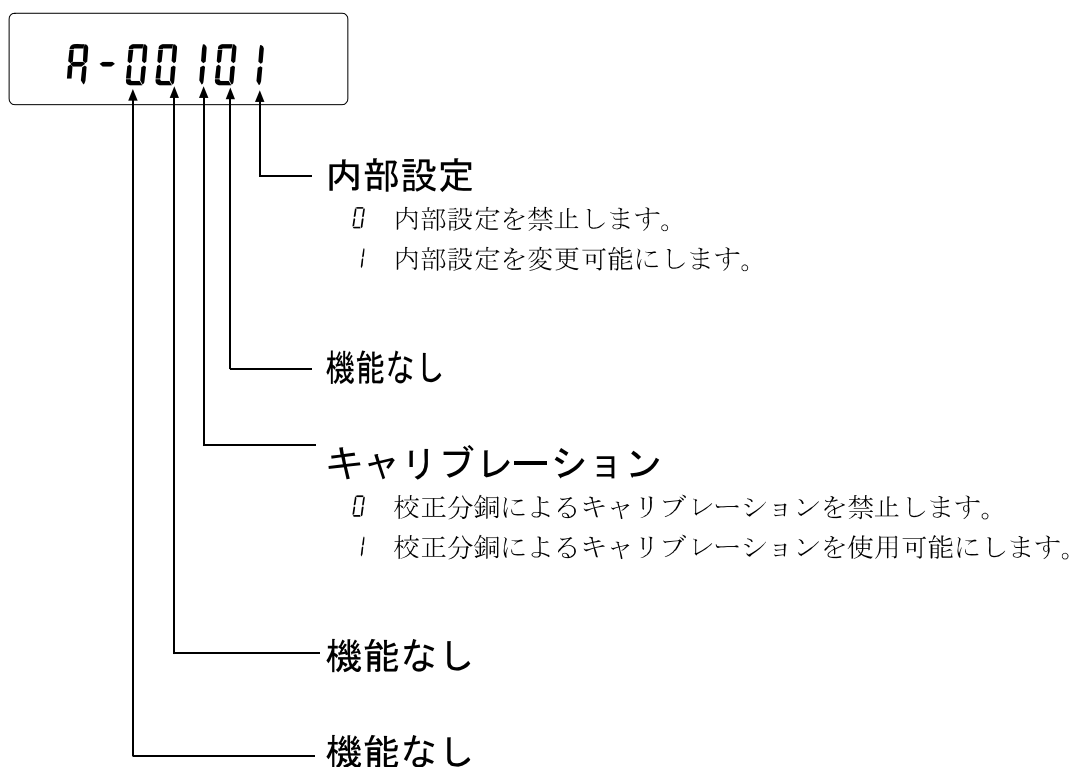 A-00101
内部設定
0 内部設定を禁止します。
1 内部設定を変更可能にします。
機能なし
キャリブレーション
0 校正分銅によるキャリブレーションを禁止します。
1 校正分銅によるキャリブレーションを使用可能にします。
機能なし
機能なし